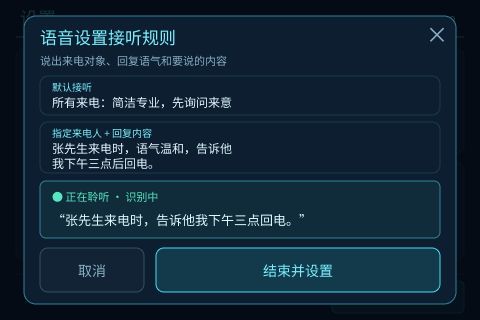 语音设置接听规则
说出来电对象、回复语气和要说的内容
默认接听
所有来电：简洁专业，先询问来意
指定来电人 + 回复内容
张先生来电时，语气温和，告诉他
我下午三点后回电。
正在聆听 · 识别中
“张先生来电时，告诉他我下午三点回电。”
取消
结束并设置